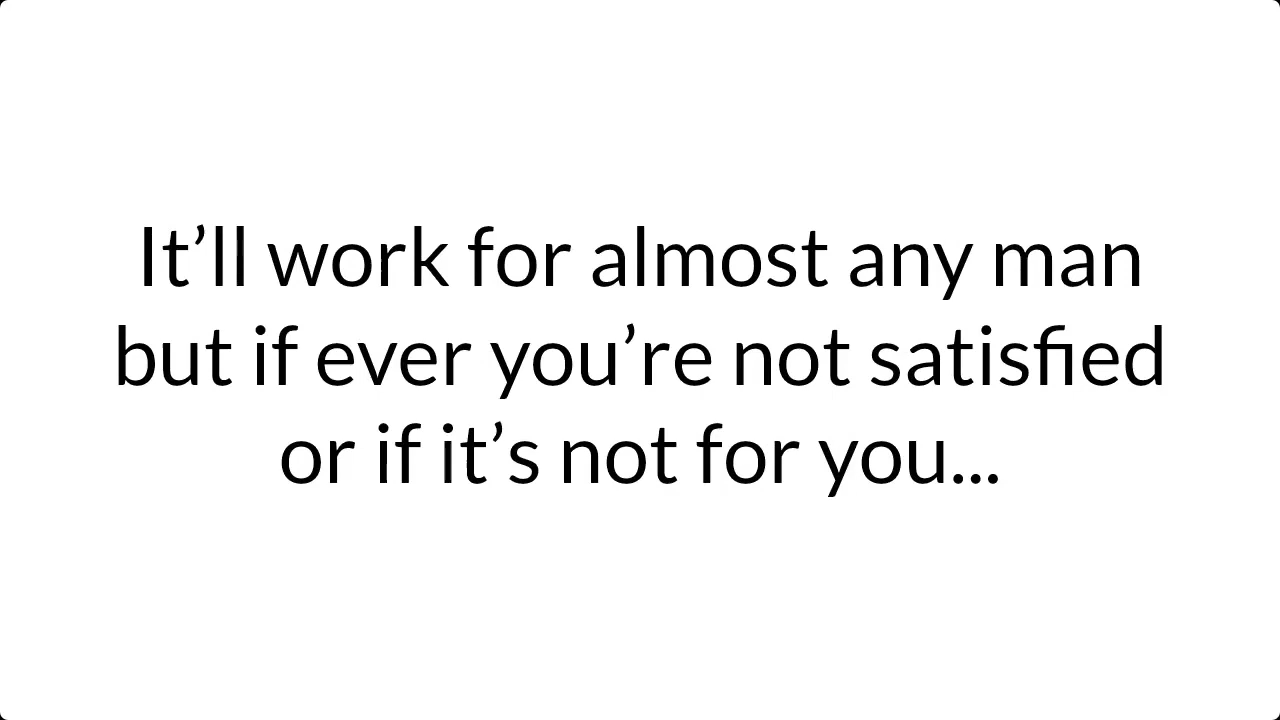 It’ll work for almost any man
but if ever you’re not satisfied
or if it’s not for you...